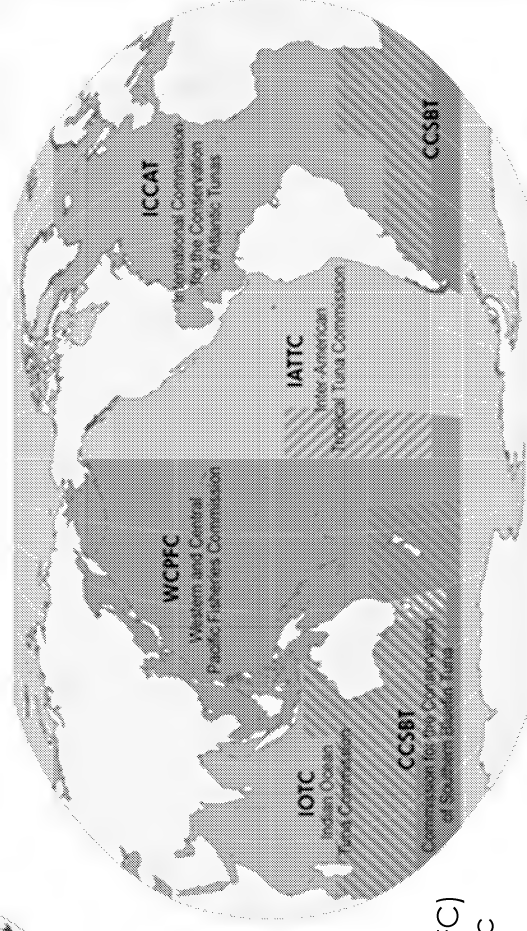 ICCAT
International Commission
for the Conservation
of Atlantic Tunas
CCSBT
IATTC
Inter-American
Tropical Tuna Commission
WCPFC
Western and Central
Pacific Fisheries Commission
IOTC
Indian Ocean
Tuna Commission
CCSBT
Commission for the Conservation
of Southern Bluefin Tuna
FC)
C